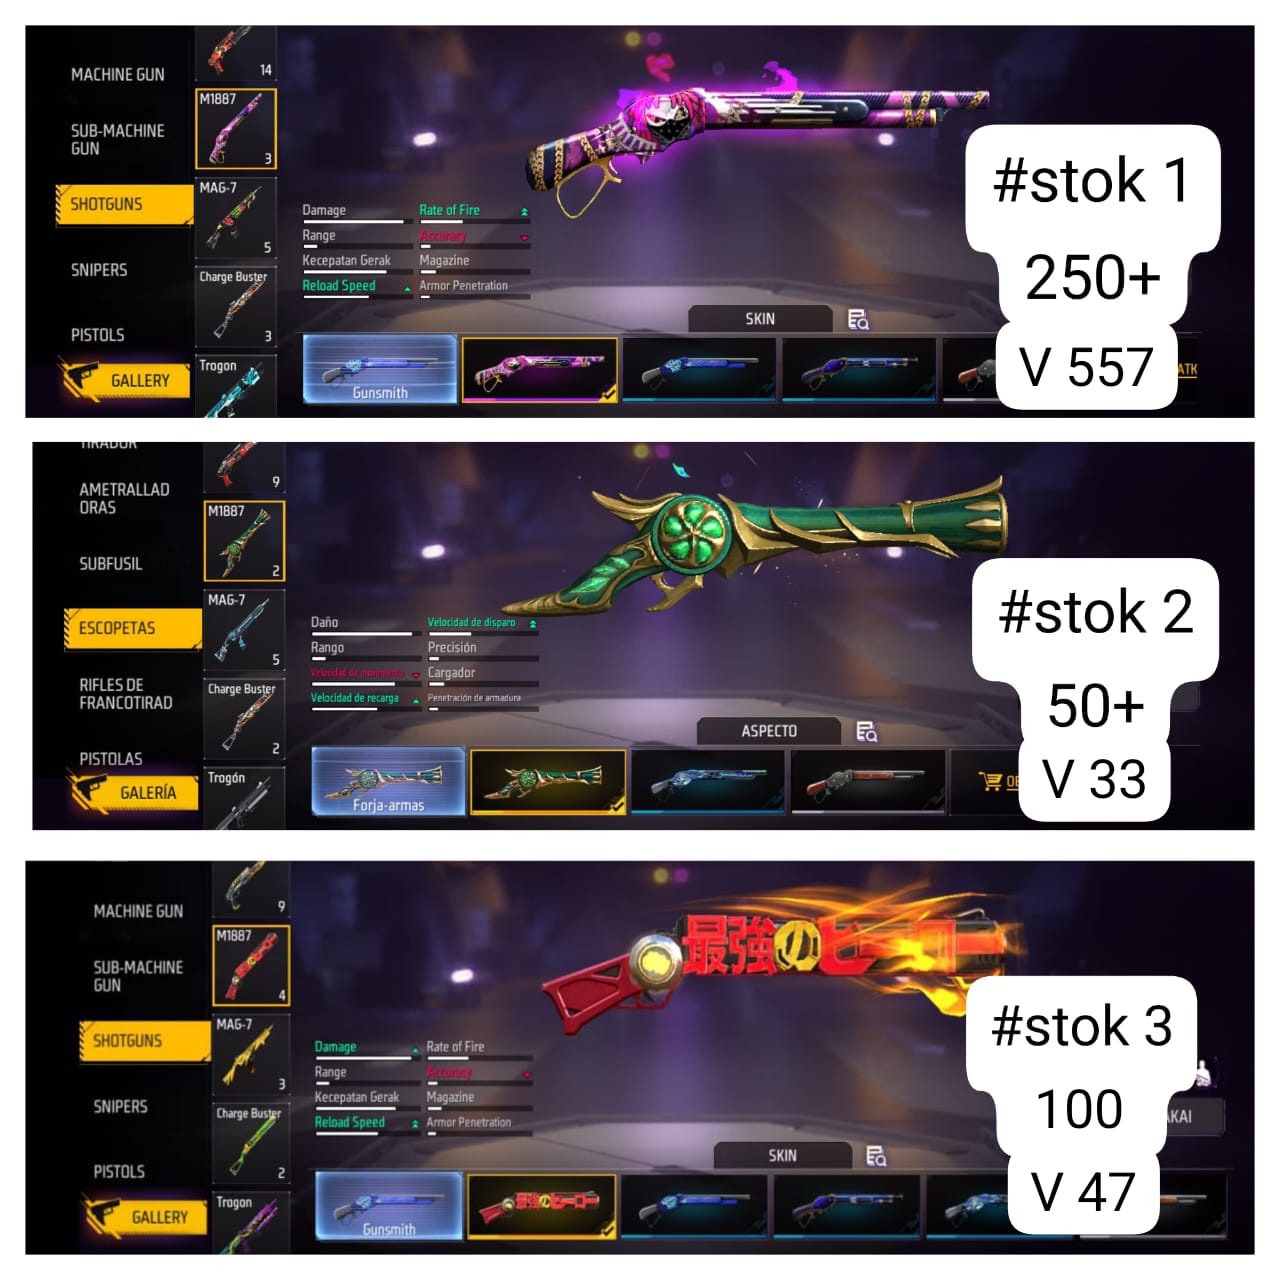 MACHINE GUN
SUB-MACHINE
GUN
SHOTGUNS
SNIPERS
PISTOLS
GALLERY
14
M1887
3
MAG-7
5
Charge Buster
3
Trogon
Damage
Rate of Fire
Range
Accuracy
Kecepatan Gerak
Magazine
Reload Speed
Armor Penetration
SKIN
Gunsmith
#stok 1
250+
V 557
TIRADOR
AMETRALLAD
ORAS
SUBFUSIL
ESCOPETAS
RIFLES DE
FRANCOTIRAD
PISTOLAS
GALERÍA
9
M1887
2
MAG-7
5
Charge Buster
2
Trogón
Daño
Velocidad de disparo
Rango
Precisión
Velocidad de movimiento
Cargador
Velocidad de recarga
Penetración de armadura
ASPECTO
Forja-armas
#stok 2
50+
V 33
MACHINE GUN
SUB-MACHINE
GUN
SHOTGUNS
SNIPERS
PISTOLS
GALLERY
9
M1887
4
MAG-7
3
Charge Buster
2
Trogon
最強のヒーロー
Damage
Rate of Fire
Range
Accuracy
Kecepatan Gerak
Magazine
Reload Speed
Armor Penetration
SKIN
Gunsmith
#stok 3
100
AKAI
V 47